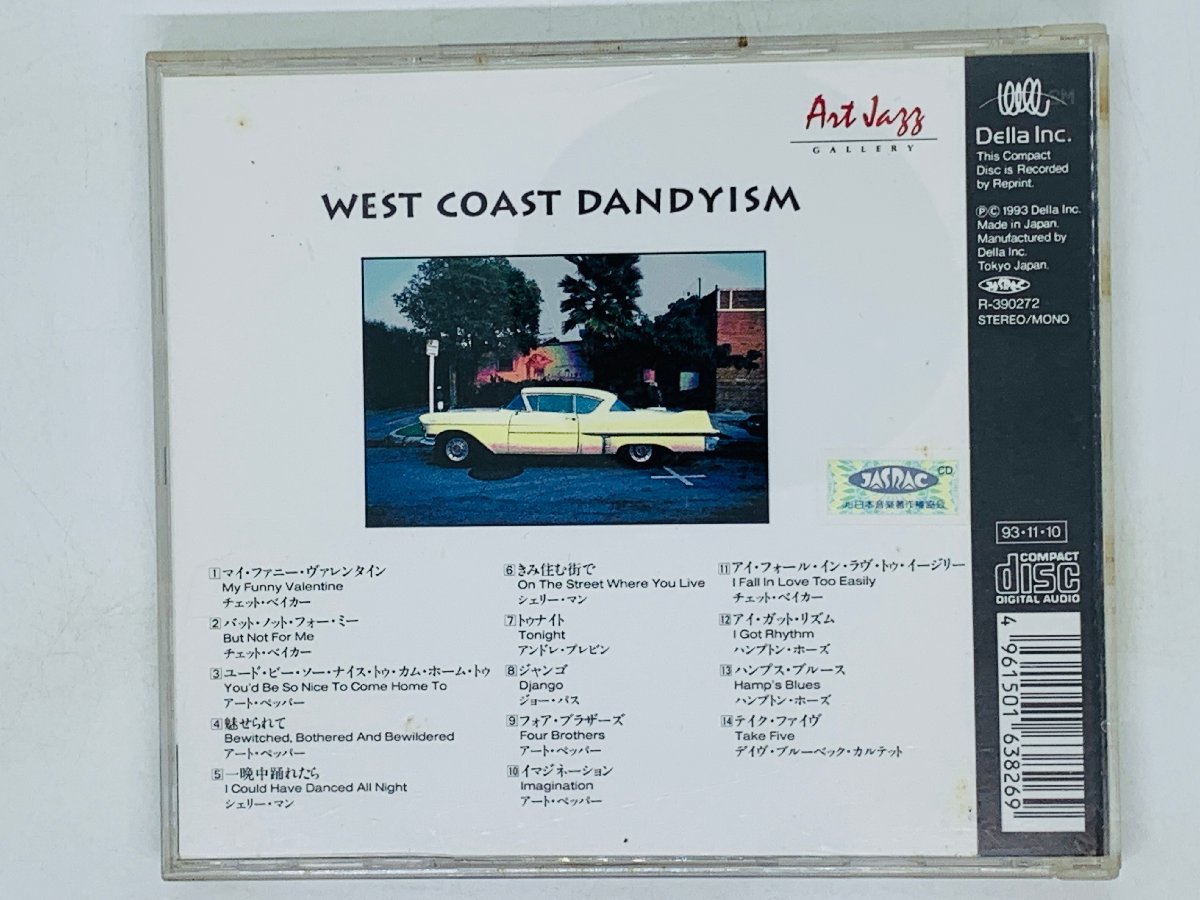 Art Jazz
GALLERY
WEST COAST DANDYISM
1 マイ・ファニー・ヴァレンタイン
My Funny Valentine
チェット・ベイカー
2 バット・ノット・フォー・ミー
But Not For Me
チェット・ベイカー
3 ユード・ビー・ソー・ナイス・トゥ・カム・ホーム・トゥ
You'd Be So Nice To Come Home To
アート・ペッパー
4 魅せられて
Bewitched, Bothered And Bewildered
アート・ペッパー
5 一晩中踊れたら
I Could Have Danced All Night
シェリー・マン
6 きみ住む街で
On The Street Where You Live
シェリー・マン
7 トゥナイト
Tonight
アンドレ・プレビン
8 ジャンゴ
Django
ジョー・パス
9 フォア・ブラザーズ
Four Brothers
アート・ペッパー
10 イマジネーション
Imagination
アート・ペッパー
11 アイ・フォール・イン・ラヴ・トゥ・イージリー
I Fall In Love Too Easily
チェット・ベイカー
12 アイ・ガット・リズム
I Got Rhythm
ハンプトン・ホーズ
13 ハンプス・ブルース
Hamp's Blues
ハンプトン・ホーズ
14 テイク・ファイヴ
Take Five
デイヴ・ブルーベック・カルテット
JASRAC
CD
日本音楽著作権協会
Della Inc.
This Compact
Disc is Recorded
by Reprint.
ⓅⒸ 1993 Della Inc.
Made in Japan.
Manufactured by
Della Inc.
Tokyo Japan.
JASRAC
R-390272
STEREO/MONO
93・11・10
COMPACT
disc
DIGITAL AUDIO
4 961501 638269